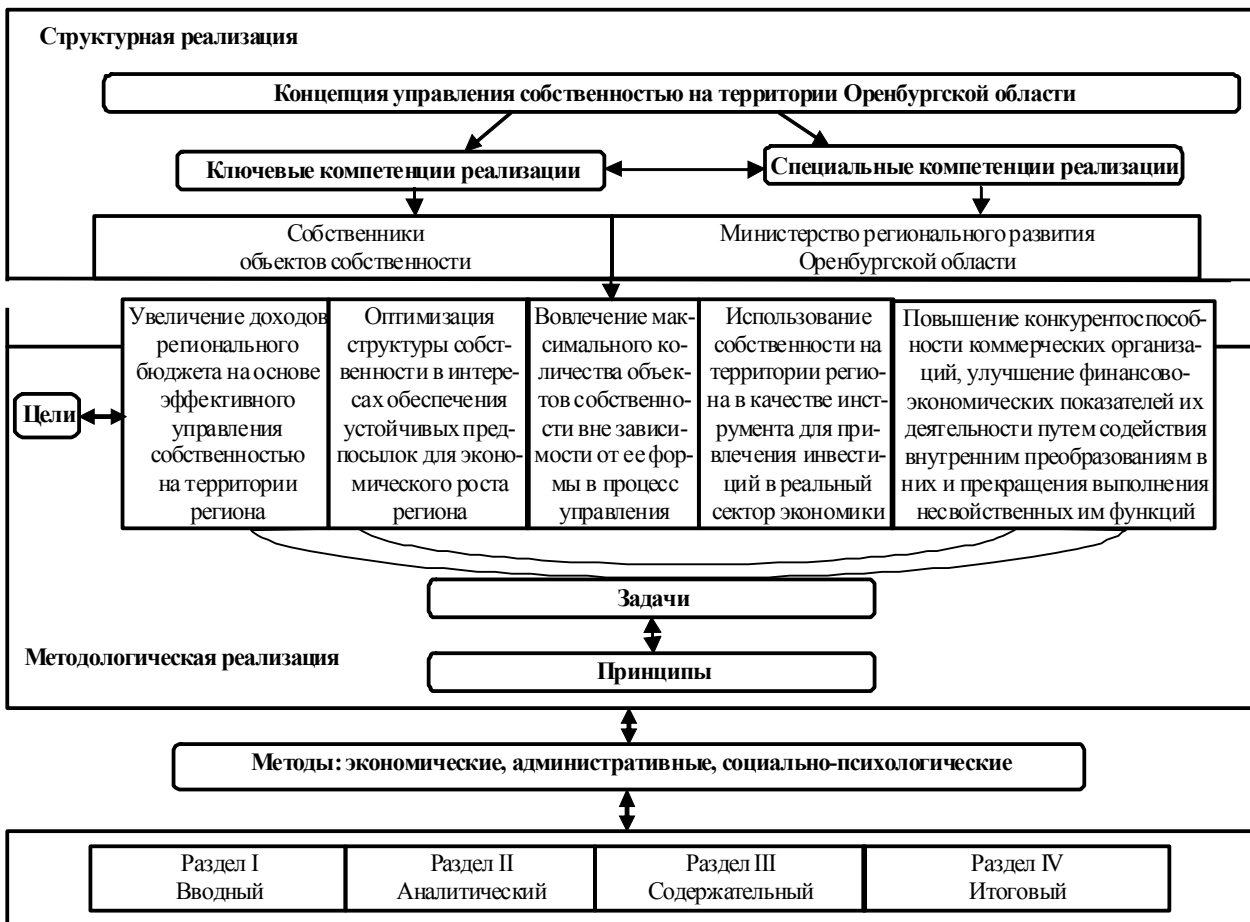 Структурная реализация
Концепция управления собственностью на территории Оренбургской области
Ключевые компетенции реализации
Специальные компетенции реализации
Собственники
объектов собственности
Министерство регионального развития
Оренбургской области
Цели
Увеличение доходов
регионального
бюджета на основе
эффективного
управления
собственностью
на территории
региона
Оптимизация
структуры собст-
венности в интере-
сах обеспечения
устойчивых пред-
посылок для эконо-
мического роста
региона
Вовлечение мак-
симального ко-
личества объек-
тов собственно-
сти вне зависи-
мости от ее фор-
мы в процесс
управления
Использование
собственности на
территории регио-
на в качестве инст-
румента для при-
влечения инвести-
ций в реальный
сектор экономики
Повышение конкурентоспособ-
ности коммерческих организа-
ций, улучшение финансово-
экономических показателей их
деятельности путем содействия
внутренним преобразованиям в
них и прекращения выполнения
несвойственных им функций
Задачи
Методологическая реализация
Принципы
Методы: экономические, административные, социально-психологические
Раздел I
Вводный
Раздел II
Аналитический
Раздел III
Содержательный
Раздел IV
Итоговый